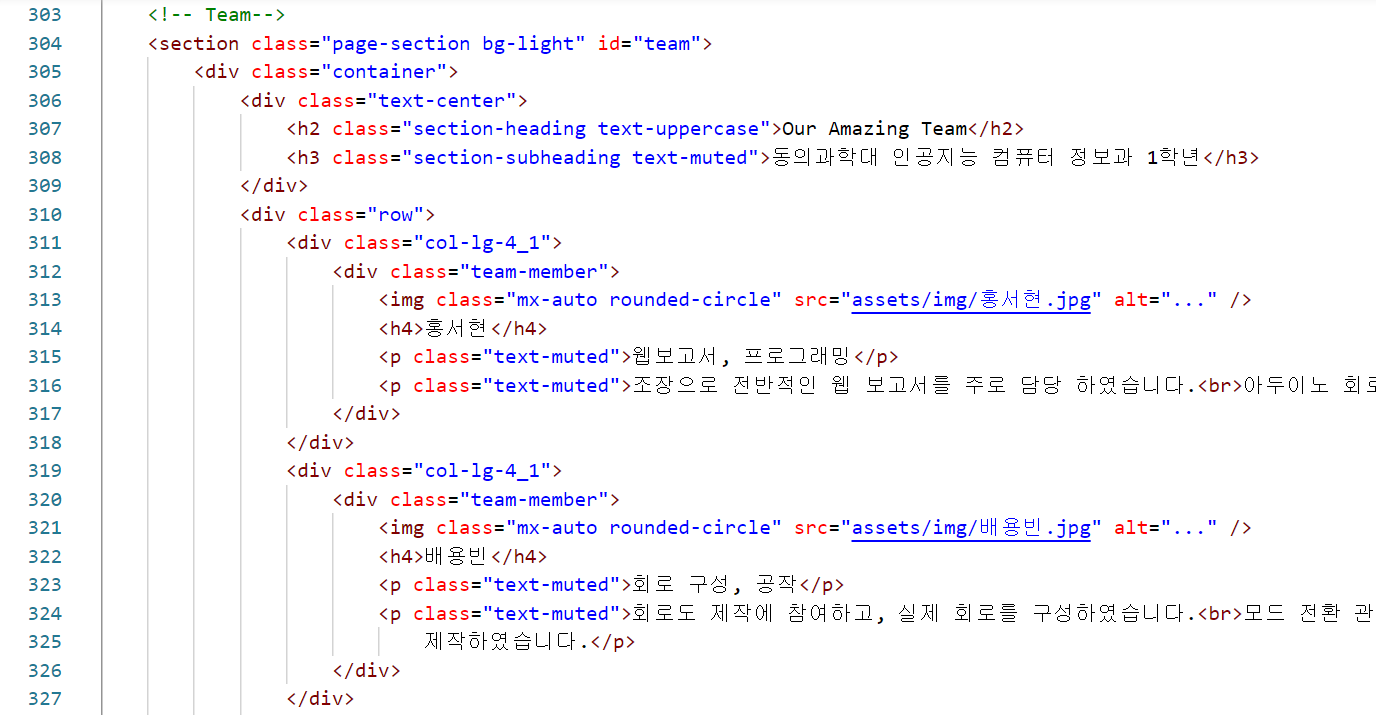 303 <!-- Team-->
304 <section class="page-section bg-light" id="team">
305 <div class="container">
306 <div class="text-center">
307 <h2 class="section-heading text-uppercase">Our Amazing Team</h2>
308 <h3 class="section-subheading text-muted">동의과학대 인공지능 컴퓨터 정보과 1학년</h3>
309 </div>
310 <div class="row">
311 <div class="col-lg-4_1">
312 <div class="team-member">
313 <img class="mx-auto rounded-circle" src="assets/img/홍서현.jpg" alt="..." />
314 <h4>홍서현</h4>
315 <p class="text-muted">웹보고서, 프로그래밍</p>
316 <p class="text-muted">조장으로 전반적인 웹 보고서를 주로 담당 하였습니다.<br>아두이노 회로
317 </div>
318 </div>
319 <div class="col-lg-4_1">
320 <div class="team-member">
321 <img class="mx-auto rounded-circle" src="assets/img/배용빈.jpg" alt="..." />
322 <h4>배용빈</h4>
323 <p class="text-muted">회로 구성, 공작</p>
324 <p class="text-muted">회로도 제작에 참여하고, 실제 회로를 구성하였습니다.<br>모드 전환 관
325 제작하였습니다.</p>
326 </div>
327 </div>